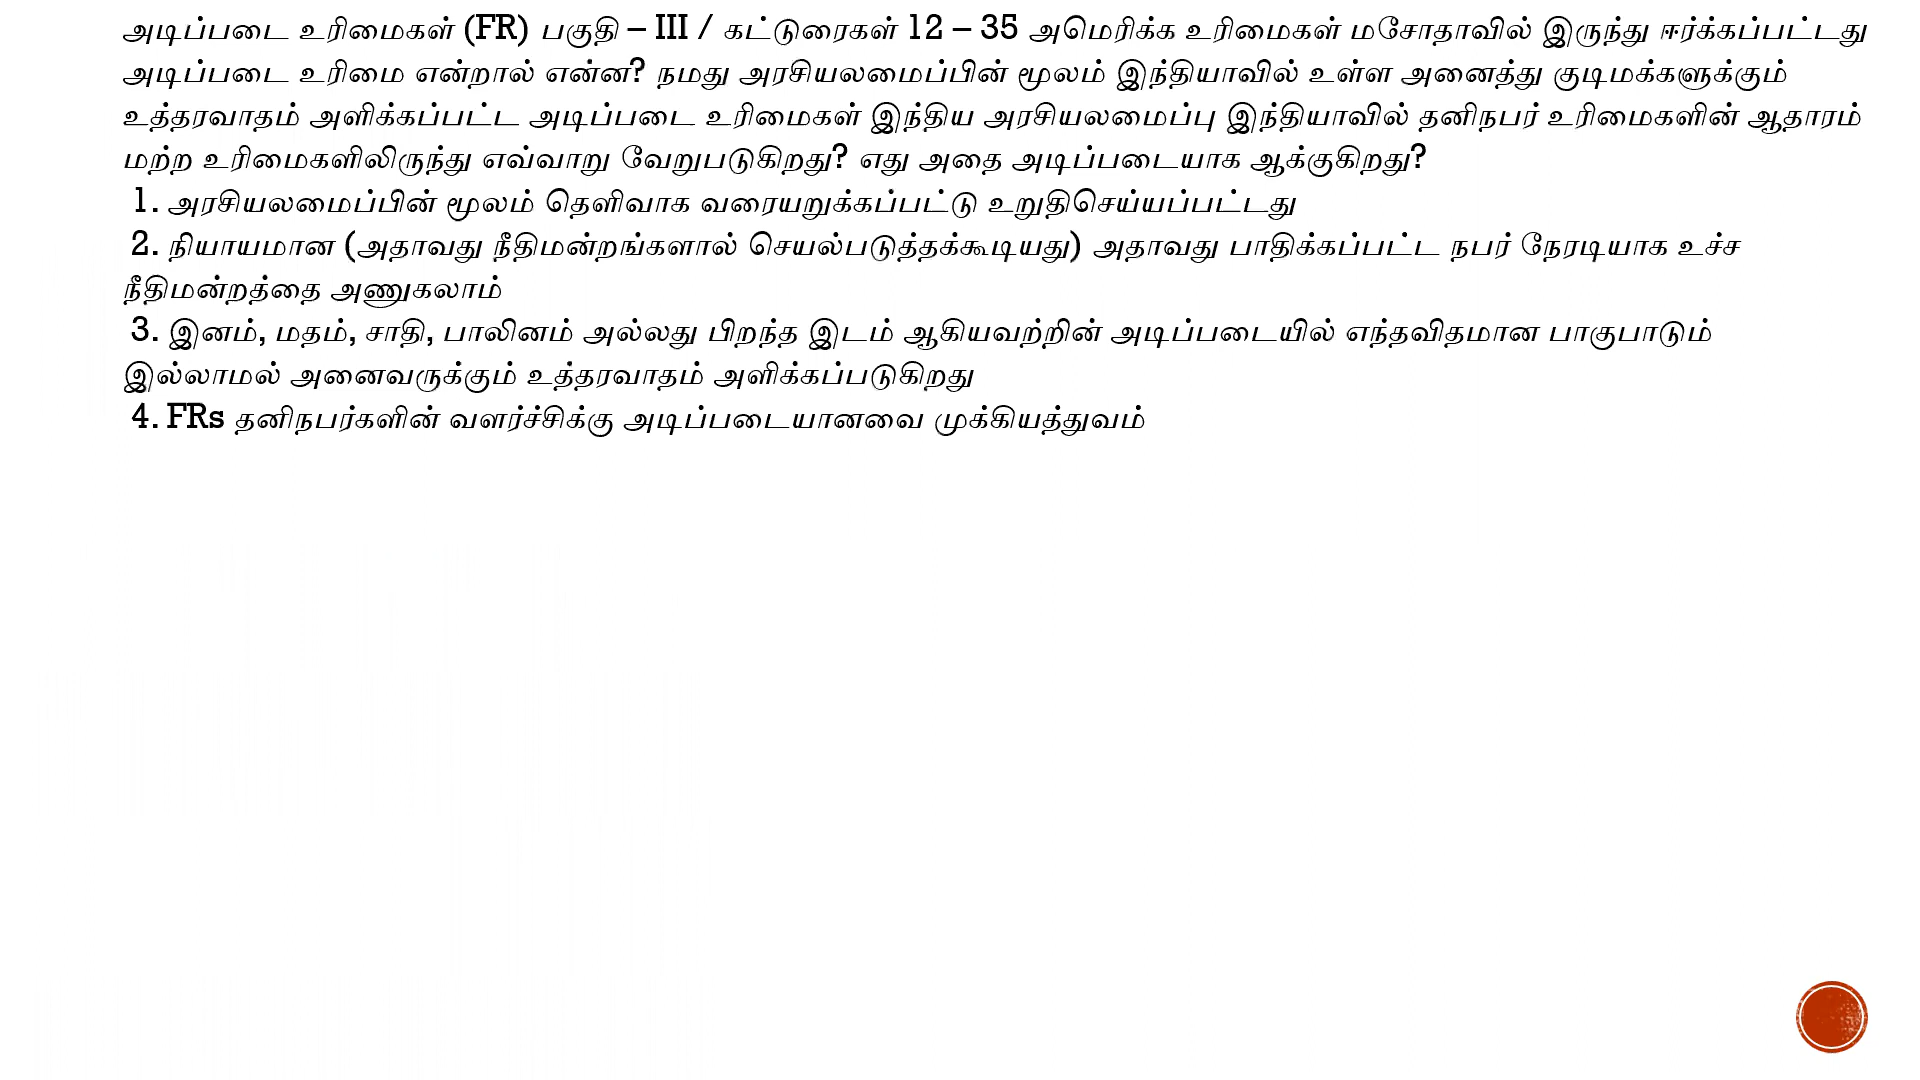 அடிப்படை உரிமைகள் (FR) பகுதி – III / கட்டுரைகள் 12 – 35 அமெரிக்க உரிமைகள் மசோதாவில் இருந்து ஈர்க்கப்பட்டது
அடிப்படை உரிமை என்றால் என்ன? நமது அரசியலமைப்பின் மூலம் இந்தியாவில் உள்ள அனைத்து குடிமக்களுக்கும்
உத்தரவாதம் அளிக்கப்பட்ட அடிப்படை உரிமைகள் இந்திய அரசியலமைப்பு இந்தியாவில் தனிநபர் உரிமைகளின் ஆதாரம்
மற்ற உரிமைகளிலிருந்து எவ்வாறு வேறுபடுகிறது? எது அதை அடிப்படையாக ஆக்குகிறது?
1. அரசியலமைப்பின் மூலம் தெளிவாக வரையறுக்கப்பட்டு உறுதிசெய்யப்பட்டது
2. நியாயமான (அதாவது நீதிமன்றங்களால் செயல்படுத்தக்கூடியது) அதாவது பாதிக்கப்பட்ட நபர் நேரடியாக உச்ச
நீதிமன்றத்தை அணுகலாம்
3. இனம், மதம், சாதி, பாலினம் அல்லது பிறந்த இடம் ஆகியவற்றின் அடிப்படையில் எந்தவிதமான பாகுபாடும்
இல்லாமல் அனைவருக்கும் உத்தரவாதம் அளிக்கப்படுகிறது
4. FRs தனிநபர்களின் வளர்ச்சிக்கு அடிப்படையானவை முக்கியத்துவம்